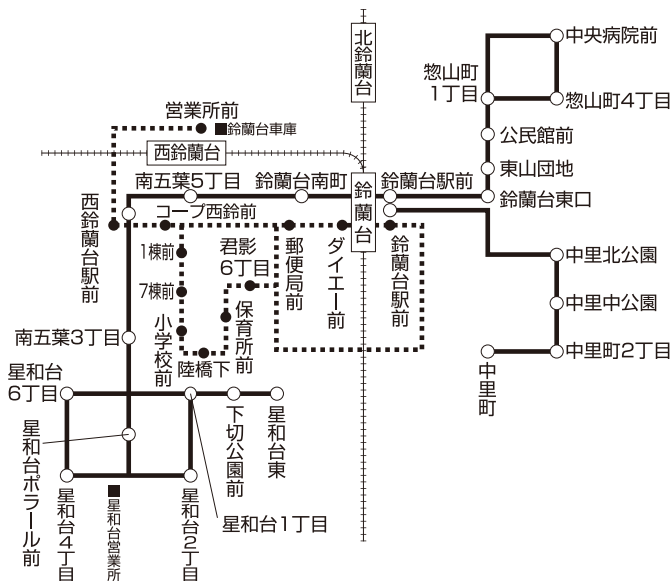 北鈴蘭台
中央病院前
惣山町
1丁目
惣山町4丁目
営業所前
■鈴蘭台車庫
公民館前
西鈴蘭台
東山団地
南五葉5丁目
鈴蘭台南町
鈴蘭台
鈴蘭台駅前
鈴蘭台東口
西鈴蘭台駅前
コープ西鈴前
1棟前
君影
6丁目
郵便局前
ダイエー前
鈴蘭台駅前
中里北公園
7棟前
保育所前
中里中公園
南五葉3丁目
小学校前
陸橋下
中里町2丁目
中里町
星和台
6丁目
下切公園前
星和台東
星和台ポラール前
星和台4丁目
■星和台営業所
星和台2丁目
星和台1丁目